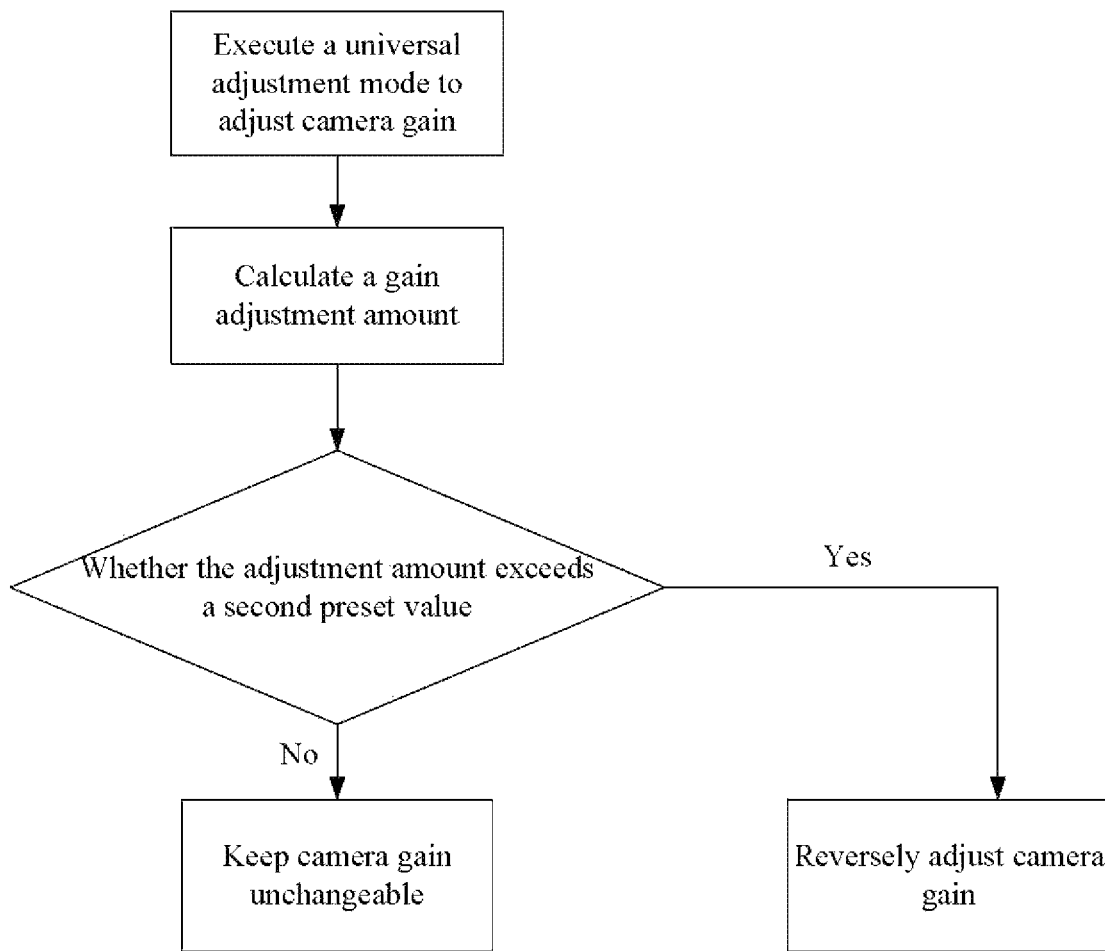 Execute a universal
adjustment mode to
adjust camera gain
Calculate a gain
adjustment amount
Whether the adjustment amount exceeds
a second preset value
Yes
No
Keep camera gain
unchangeable
Reversely adjust camera
gain